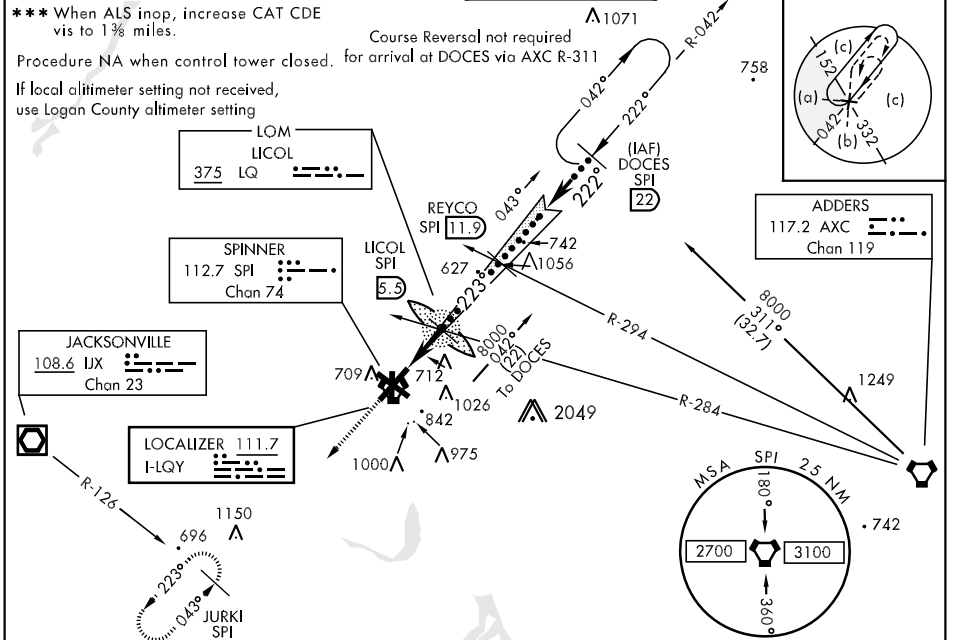 *** When ALS inop, increase CAT CDE
vis to 1⅜ miles.
Procedure NA when control tower closed.
If local altimeter setting not received,
use Logan County altimeter setting
Course Reversal not required
for arrival at DOCES via AXC R-311
1071
R-042
042°
222°
758
(c)
752
(a)
(c)
042
(b)
332
LOM
LICOL
375 LQ
(IAF)
DOCES
SPI
22
222°
043°
REYCO
SPI 11.9
742
1056
627
223°
ADDERS
117.2 AXC
Chan 119
SPINNER
112.7 SPI
Chan 74
LICOL
SPI
5.5
8000
311°
(32.7)
R-294
8000
042°
(22)
To DOCES
JACKSONVILLE
108.6 IJX
Chan 23
709
712
1026
1249
R-284
2049
842
975
1000
LOCALIZER 111.7
I-LQY
R-126
MSA SPI 25 NM
180°
2700
3100
360°
742
1150
696
223°
043°
JURKI
SPI